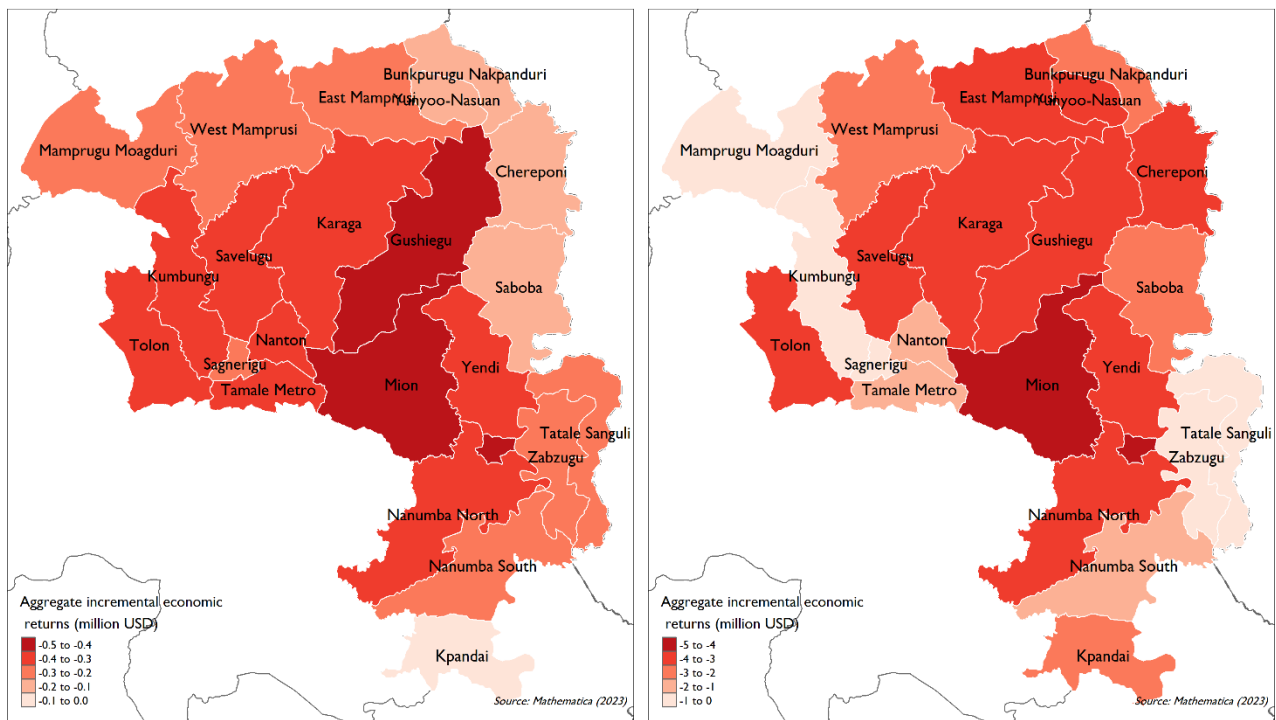 Bunkpurugu Nakpanduri
East Mamprusi
Yunyoo-Nasuan
West Mamprusi
Mamprugu Moagduri
Chereponi
Karaga
Gushiegu
Savelugu
Kumbungu
Saboba
Nanton
Tolon
Sagnerigu
Yendi
Mion
Tamale Metro
Tatale Sanguli
Zabzugu
Nanumba North
Nanumba South
Aggregate incremental economic
returns (million USD)
-0.5 to -0.4
-0.4 to -0.3
-0.3 to -0.2
-0.2 to -0.1
-0.1 to 0.0
Kpandai
Source: Mathematica (2023)
Bunkpurugu Nakpanduri
East Mamprusi
Yunyoo-Nasuan
West Mamprusi
Mamprugu Moagduri
Chereponi
Karaga
Gushiegu
Savelugu
Kumbungu
Saboba
Nanton
Tolon
Sagnerigu
Yendi
Mion
Tamale Metro
Tatale Sanguli
Zabzugu
Nanumba North
Nanumba South
Aggregate incremental economic
returns (million USD)
-5 to -4
-4 to -3
-3 to -2
-2 to -1
-1 to 0
Kpandai
Source: Mathematica (2023)